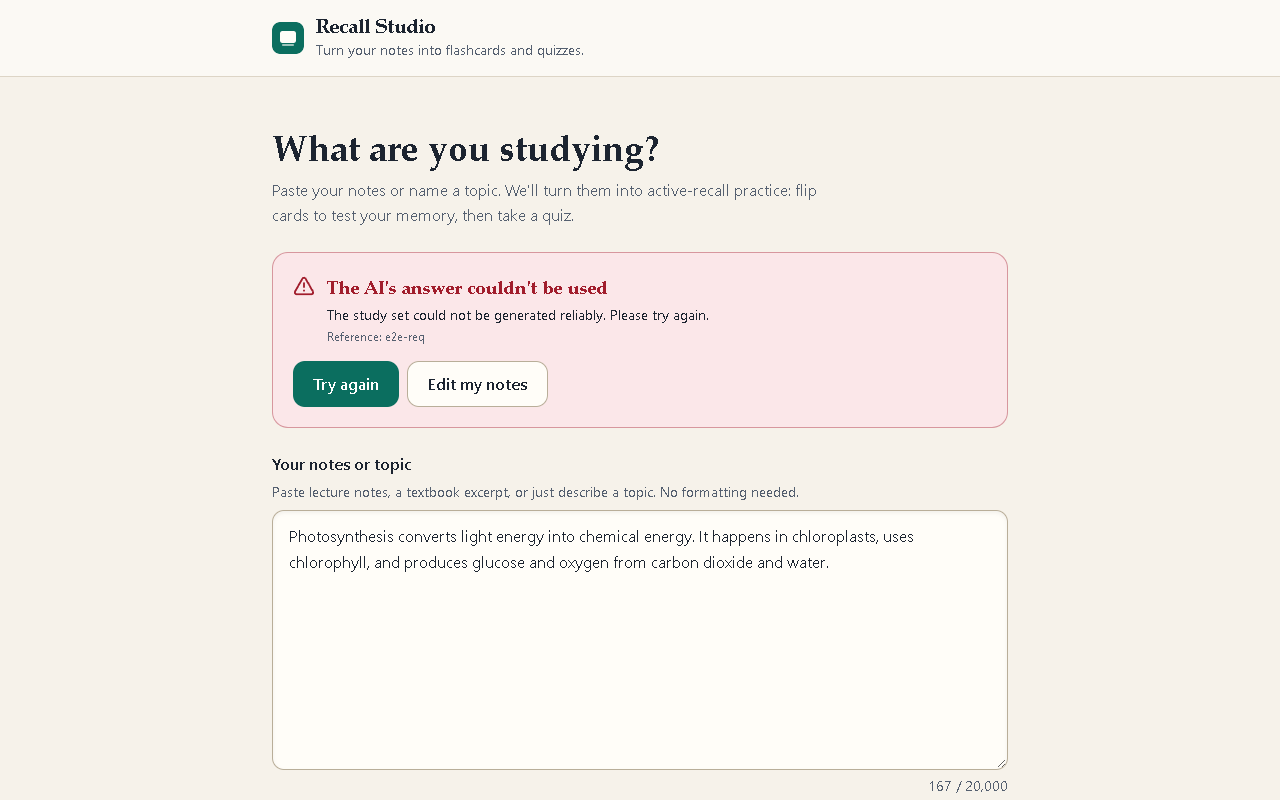 Recall Studio
Turn your notes into flashcards and quizzes.
What are you studying?
Paste your notes or name a topic. We'll turn them into active-recall practice: flip
cards to test your memory, then take a quiz.
The AI's answer couldn't be used
The study set could not be generated reliably. Please try again.
Reference: e2e-req
Try again
Edit my notes
Your notes or topic
Paste lecture notes, a textbook excerpt, or just describe a topic. No formatting needed.
Photosynthesis converts light energy into chemical energy. It happens in chloroplasts, uses
chlorophyll, and produces glucose and oxygen from carbon dioxide and water.
167 / 20,000